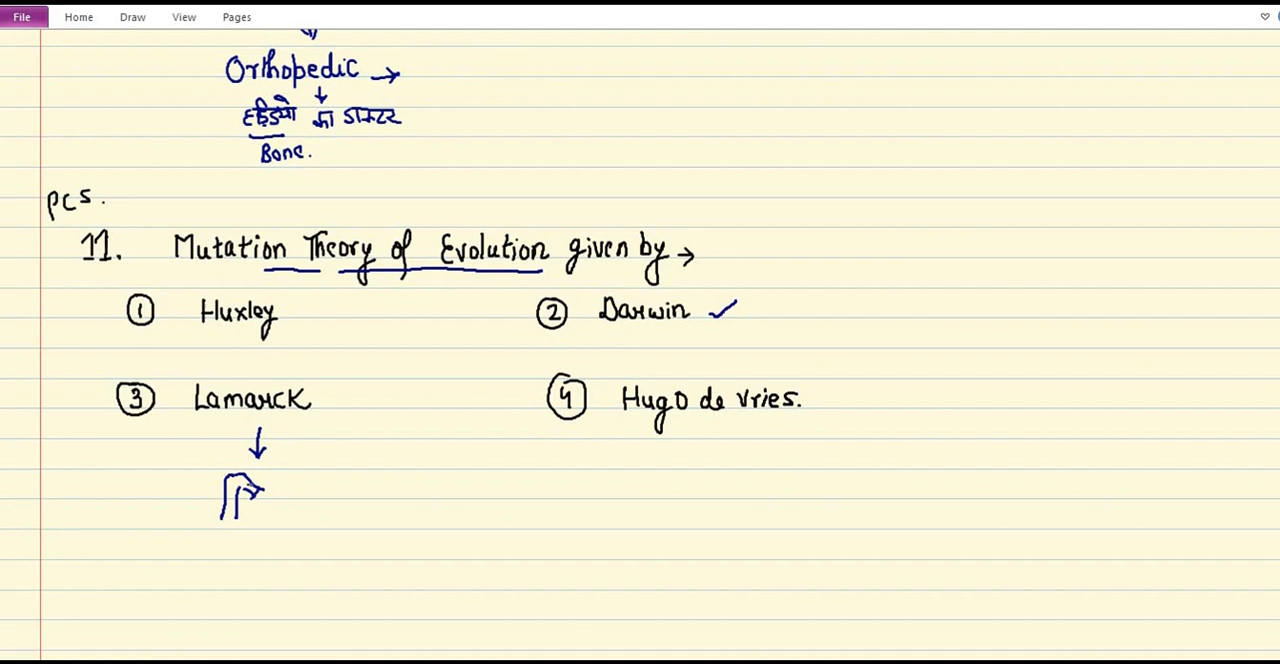 File Home Draw View Pages
Orthopedic →
↓
हड्डियो का डाक्टर
Bone.
PCS.
11. Mutation Theory of Evolution given by →
① Huxley ② Darwin ✓
③ Lamarck ④ Hugo de Vries.
↓